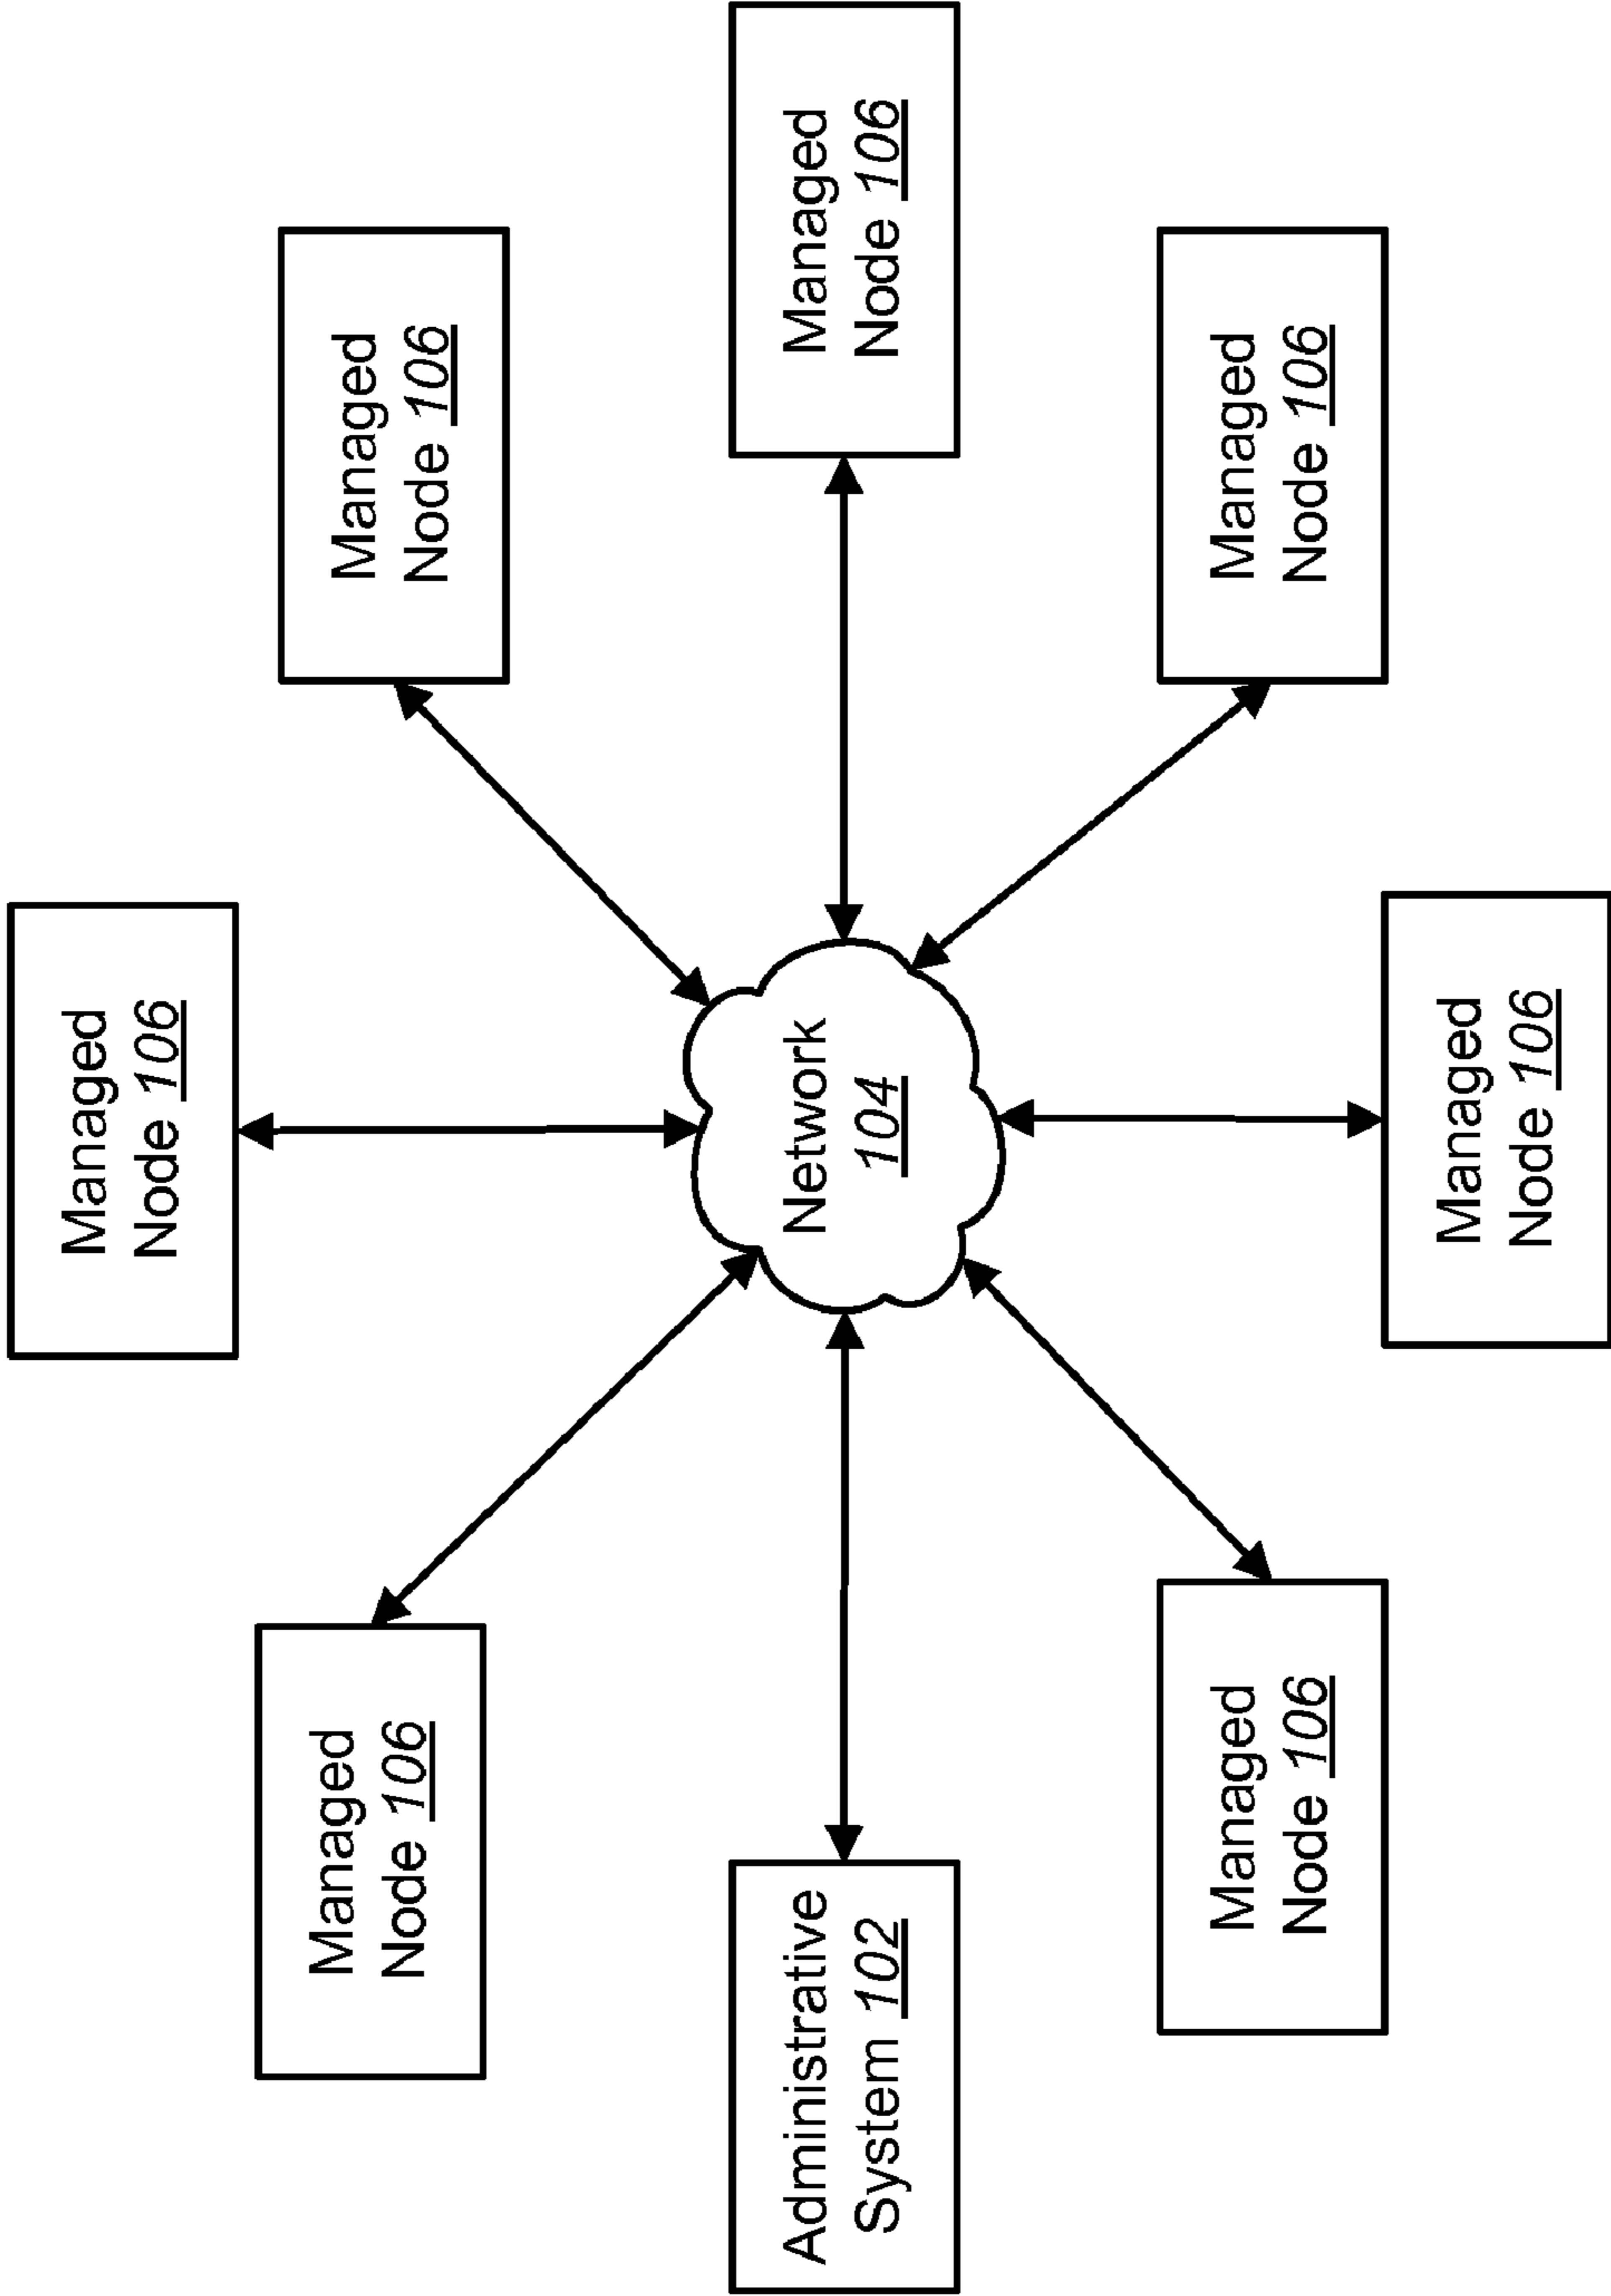 Managed
Node 106
Managed
Node 106
Managed
Node 106
Administrative
System 102
Network
104
Managed
Node 106
Managed
Node 106
Managed
Node 106
Managed
Node 106